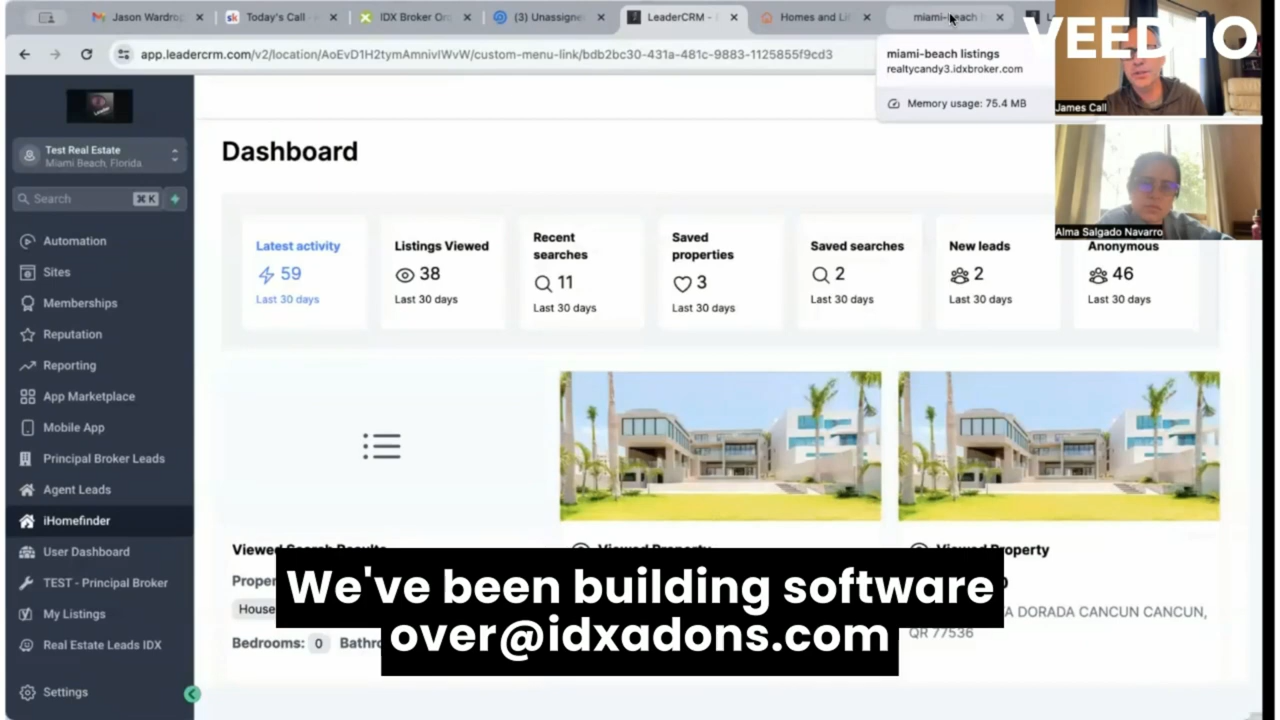 Jason Wardrop
Today's Call -
IDX Broker Or
(3) Unassigne
LeaderCRM -
Homes and Li
miami-beach
app.leadercrm.com/v2/location/AoEvD1H2tymAmnivIWvW/custom-menu-link/bdb2bc30-431a-481c-9883-1125855f9cd3
miami-beach listings
realtycandy3.idxbroker.com
Memory usage: 75.4 MB
VEED.IO
James Call
Alma Salgado Navarro
Test Real Estate
Miami Beach, Florida
Search
⌘ K
Automation
Sites
Memberships
Reputation
Reporting
App Marketplace
Mobile App
Principal Broker Leads
Agent Leads
iHomefinder
User Dashboard
TEST - Principal Broker
My Listings
Real Estate Leads IDX
Settings
Dashboard
Latest activity
59
Last 30 days
Listings Viewed
38
Last 30 days
Recent
searches
11
Last 30 days
Saved
properties
3
Last 30 days
Saved searches
2
Last 30 days
New leads
2
Last 30 days
Anonymous
46
Last 30 days
Viewed Search Results
Proper
House
Bedrooms: 0 Bathro
Viewed Property
Viewed Property
A DORADA CANCUN CANCUN,
QR 77536
We've been building software
over@idxadons.com